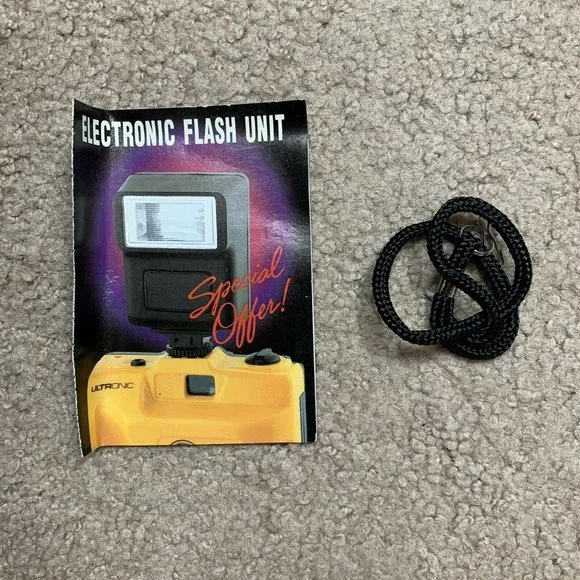 ELECTRONIC FLASH UNIT
Special
Offer!
ULTRONIC